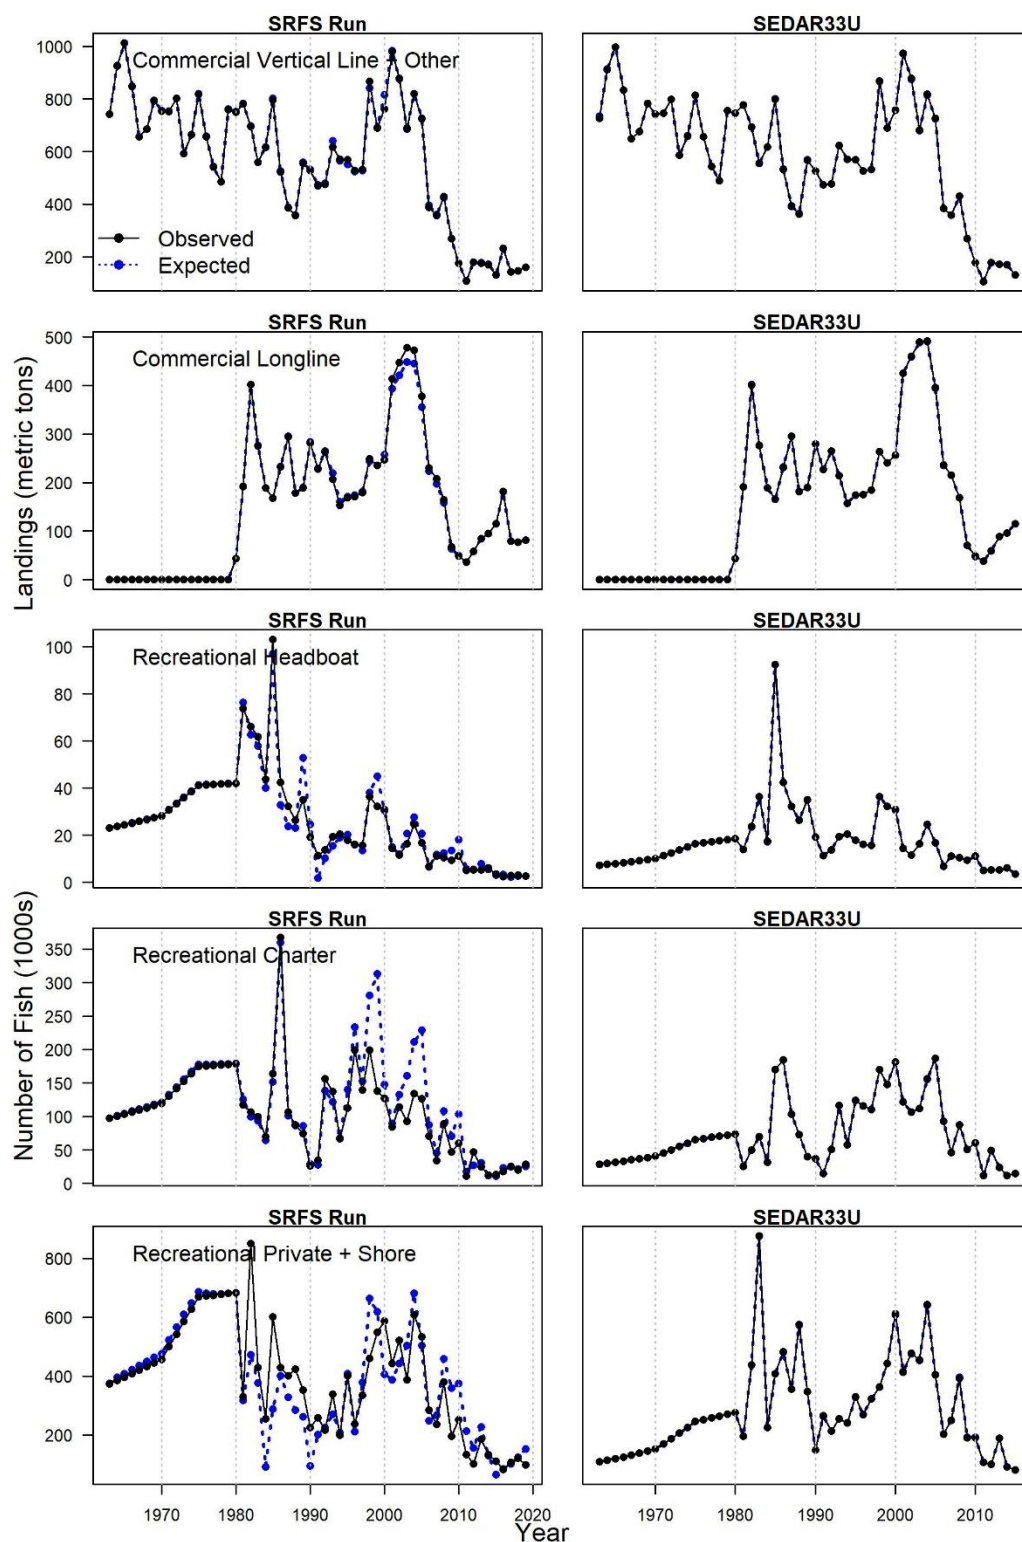 SRFS Run SEDAR33U
Commercial Vertical Line + Other
1000
800
600
400
200
Observed
Expected
SRFS Run SEDAR33U
Commercial Longline
500
400
300
200
100
0
Landings (metric tons)
SRFS Run SEDAR33U
Recreational Headboat
100
80
60
40
20
0
SRFS Run SEDAR33U
Recreational Charter
350
300
250
200
150
100
50
0
Number of Fish (1000s)
SRFS Run SEDAR33U
Recreational Private + Shore
800
600
400
200
1970 1980 1990 2000 2010 2020 1970 1980 1990 2000 2010
Year